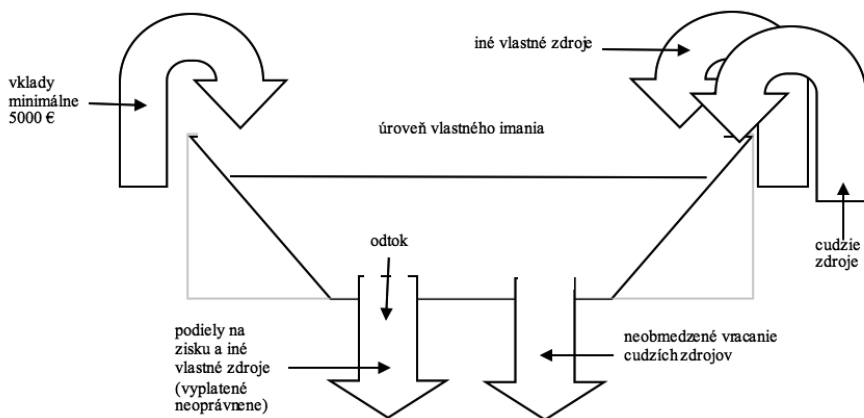 iné vlastné zdroje
vklady
minimálne
5000 €
úroveň vlastného imania
cudzie
zdroje
odtok
podiely na
zisku a iné
vlastné zdroje
(vyplatené
neoprávnene)
neobmedzené vracanie
cudzích zdrojov